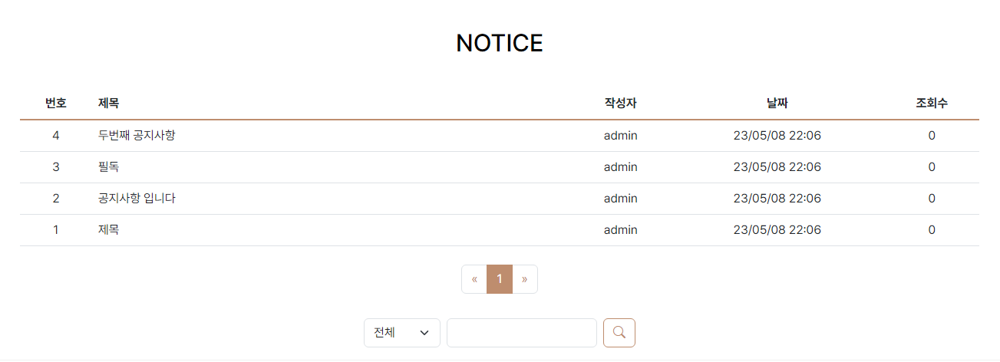 NOTICE
번호 제목 작성자 날짜 조회수
4 두번째 공지사항 admin 23/05/08 22:06 0
3 필독 admin 23/05/08 22:06 0
2 공지사항 입니다 admin 23/05/08 22:06 0
1 제목 admin 23/05/08 22:06 0
« 1 »
전체